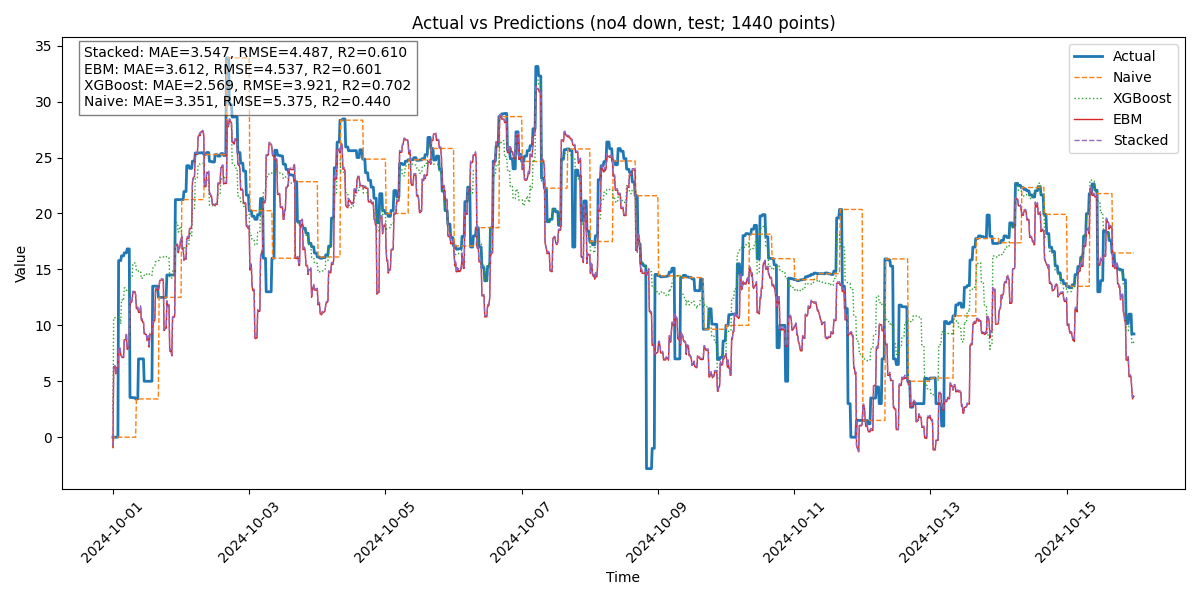 Actual vs Predictions (no4 down, test; 1440 points)
Stacked: MAE=3.547, RMSE=4.487, R2=0.610
EBM: MAE=3.612, RMSE=4.537, R2=0.601
XGBoost: MAE=2.569, RMSE=3.921, R2=0.702
Naive: MAE=3.351, RMSE=5.375, R2=0.440
Actual
Naive
XGBoost
EBM
Stacked
Value
35
30
25
20
15
10
5
0
2024-10-01
2024-10-03
2024-10-05
2024-10-07
2024-10-09
2024-10-11
2024-10-13
2024-10-15
Time